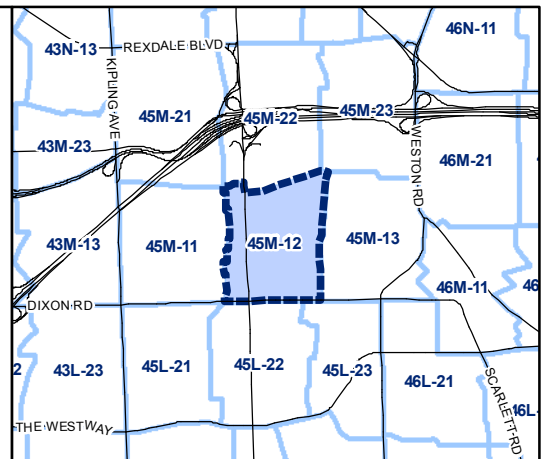 46N-11
43N-13
REXDALE BLVD
KIPLING AVE
45M-21
45M-22
45M-23
43M-23
WESTON RD
46M-21
43M-13
45M-11
45M-12
45M-13
46M-11
46
DIXON RD
2
43L-23
45L-21
45L-22
45L-23
46L-21
SCARLETT RD
46L-
THE WESTWAY